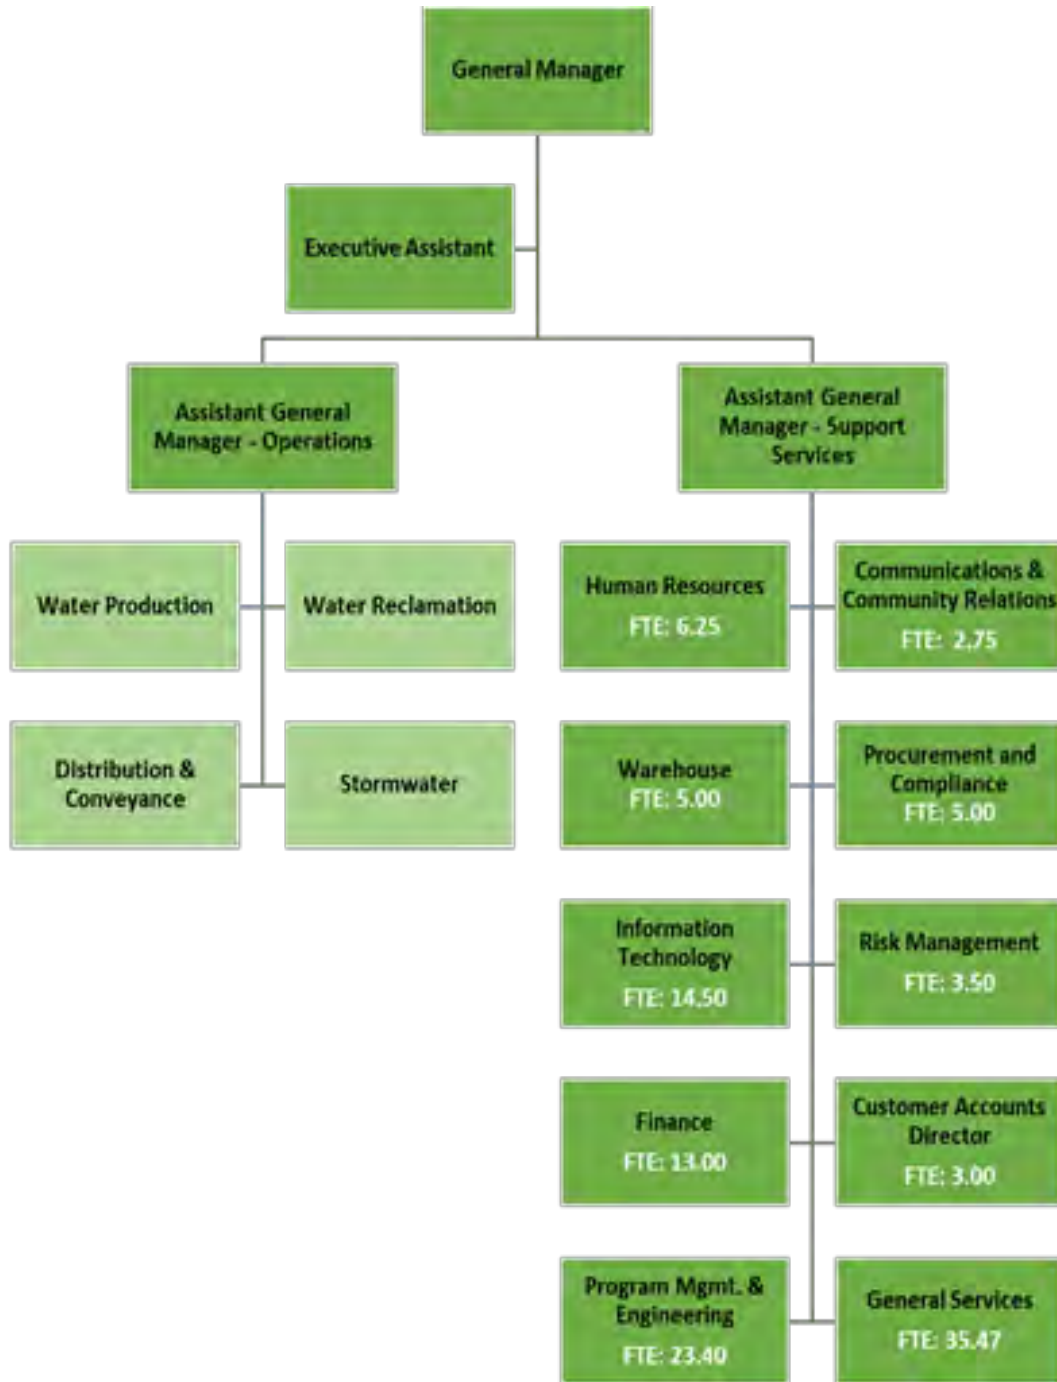 General Manager
Executive Assistant
Assistant General
Manager - Operations
Assistant General
Manager - Support
Services
Water Production
Water Reclamation
Human Resources
FTE: 6.25
Communications &
Community Relations
FTE: 2.75
Distribution &
Conveyance
Stormwater
Warehouse
FTE: 5.00
Procurement and
Compliance
FTE: 5.00
Information
Technology
FTE: 14.50
Risk Management
FTE: 3.50
Finance
FTE: 13.00
Customer Accounts
Director
FTE: 3.00
Program Mgmt. &
Engineering
FTE: 23.40
General Services
FTE: 35.47